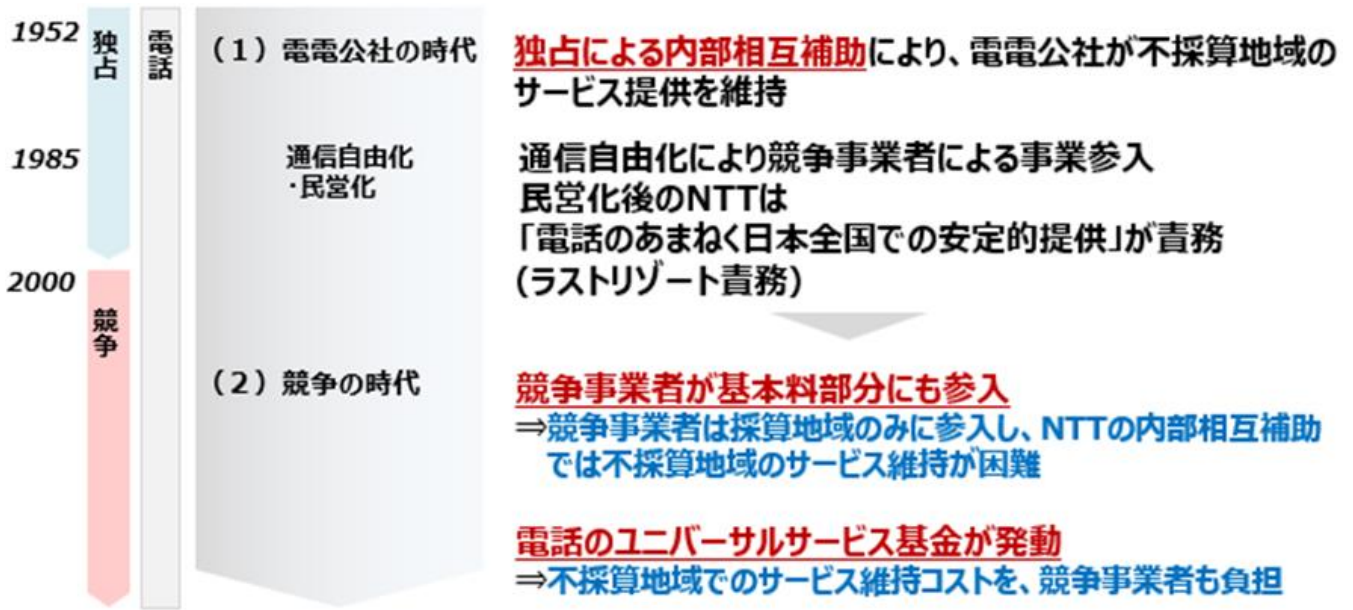 1952
独占
電話
(1)電電公社の時代
独占による内部相互補助により、電電公社が不採算地域の
サービス提供を維持
1985
通信自由化
・民営化
通信自由化により競争事業者による事業参入
民営化後のNTTは
「電話のあまねく日本全国での安定的提供」が責務
(ラストリゾート責務)
2000
競争
(2)競争の時代
競争事業者が基本料部分にも参入
⇒競争事業者は採算地域のみに参入し、NTTの内部相互補助
では不採算地域のサービス維持が困難
電話のユニバーサルサービス基金が発動
⇒不採算地域でのサービス維持コストを、競争事業者も負担